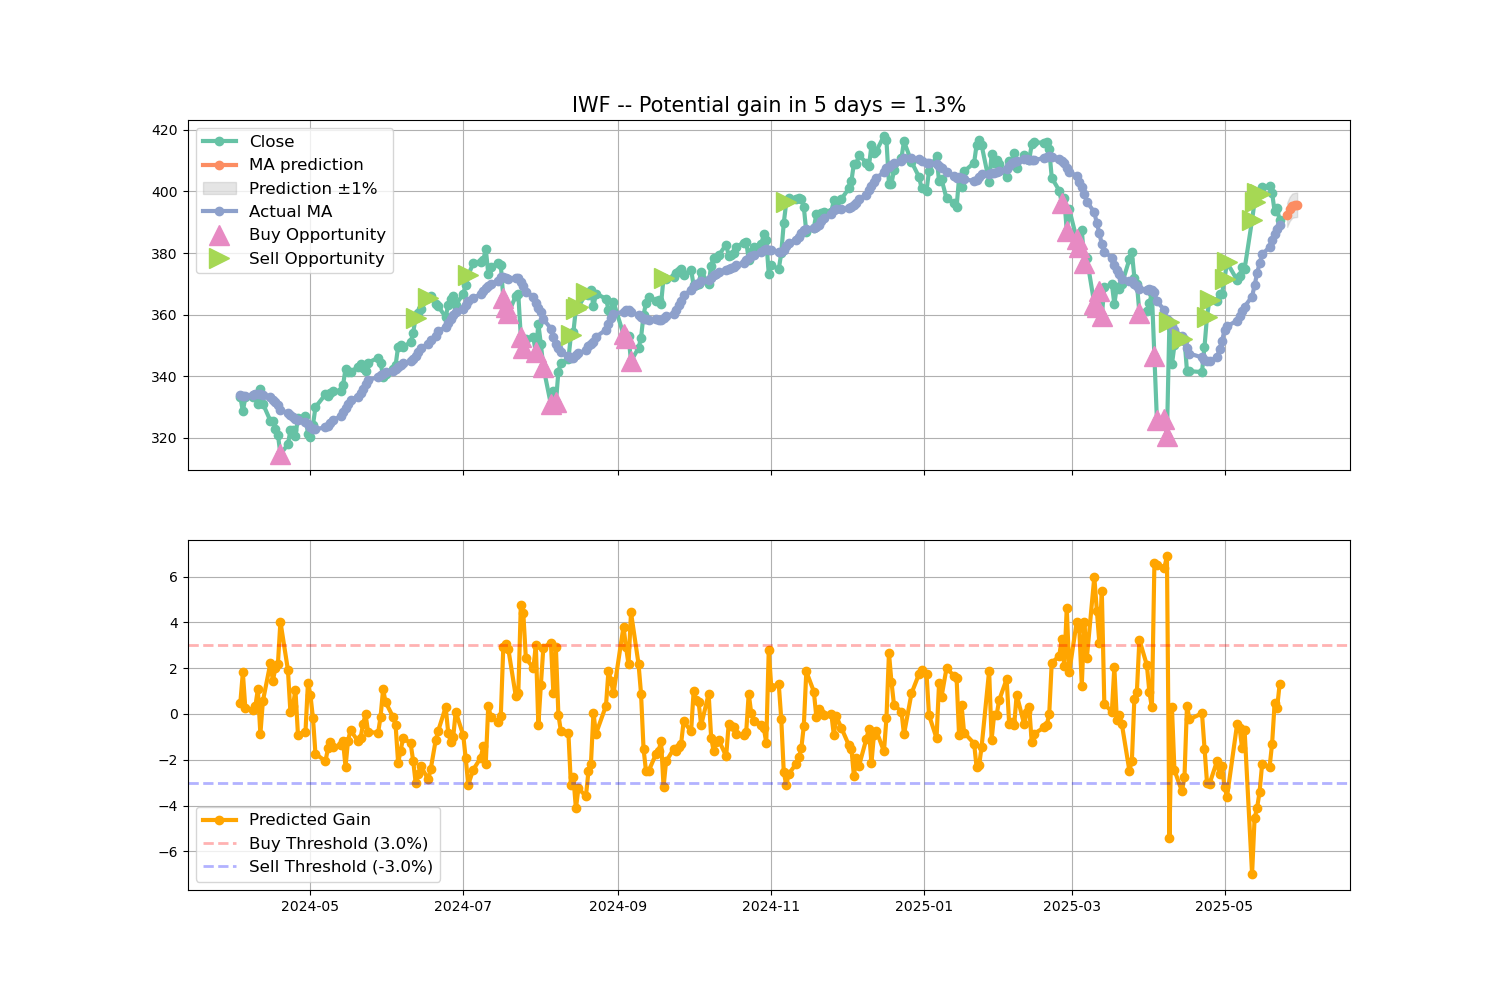 IWF -- Potential gain in 5 days = 1.3%
420
400
380
360
340
320
Close
MA prediction
Prediction ±1%
Actual MA
Buy Opportunity
Sell Opportunity
6
4
2
0
−2
−4
−6
Predicted Gain
Buy Threshold (3.0%)
Sell Threshold (-3.0%)
2024-05
2024-07
2024-09
2024-11
2025-01
2025-03
2025-05